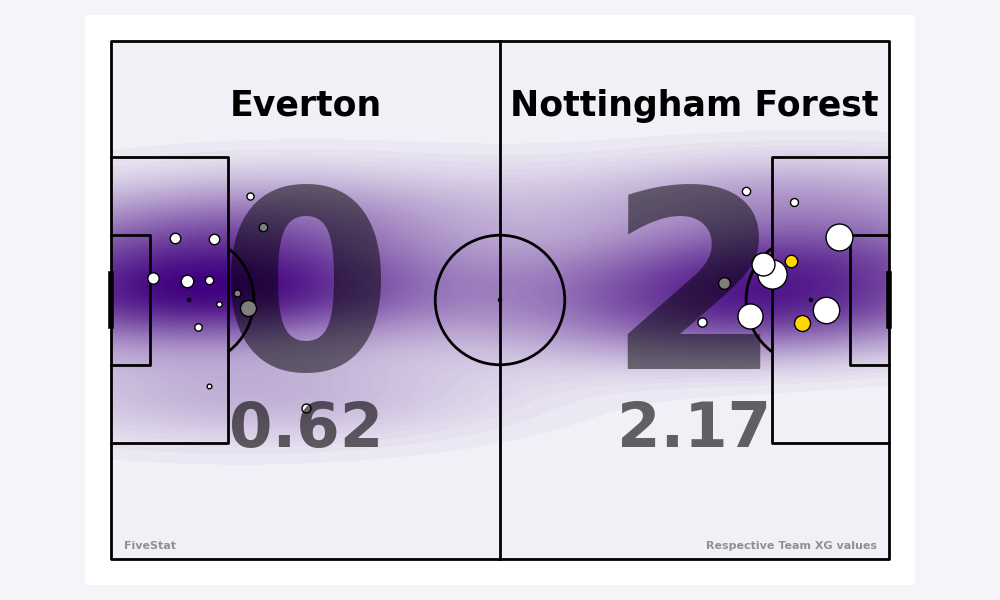 Everton
Nottingham Forest
0
2
0.62
2.17
FiveStat
Respective Team XG values